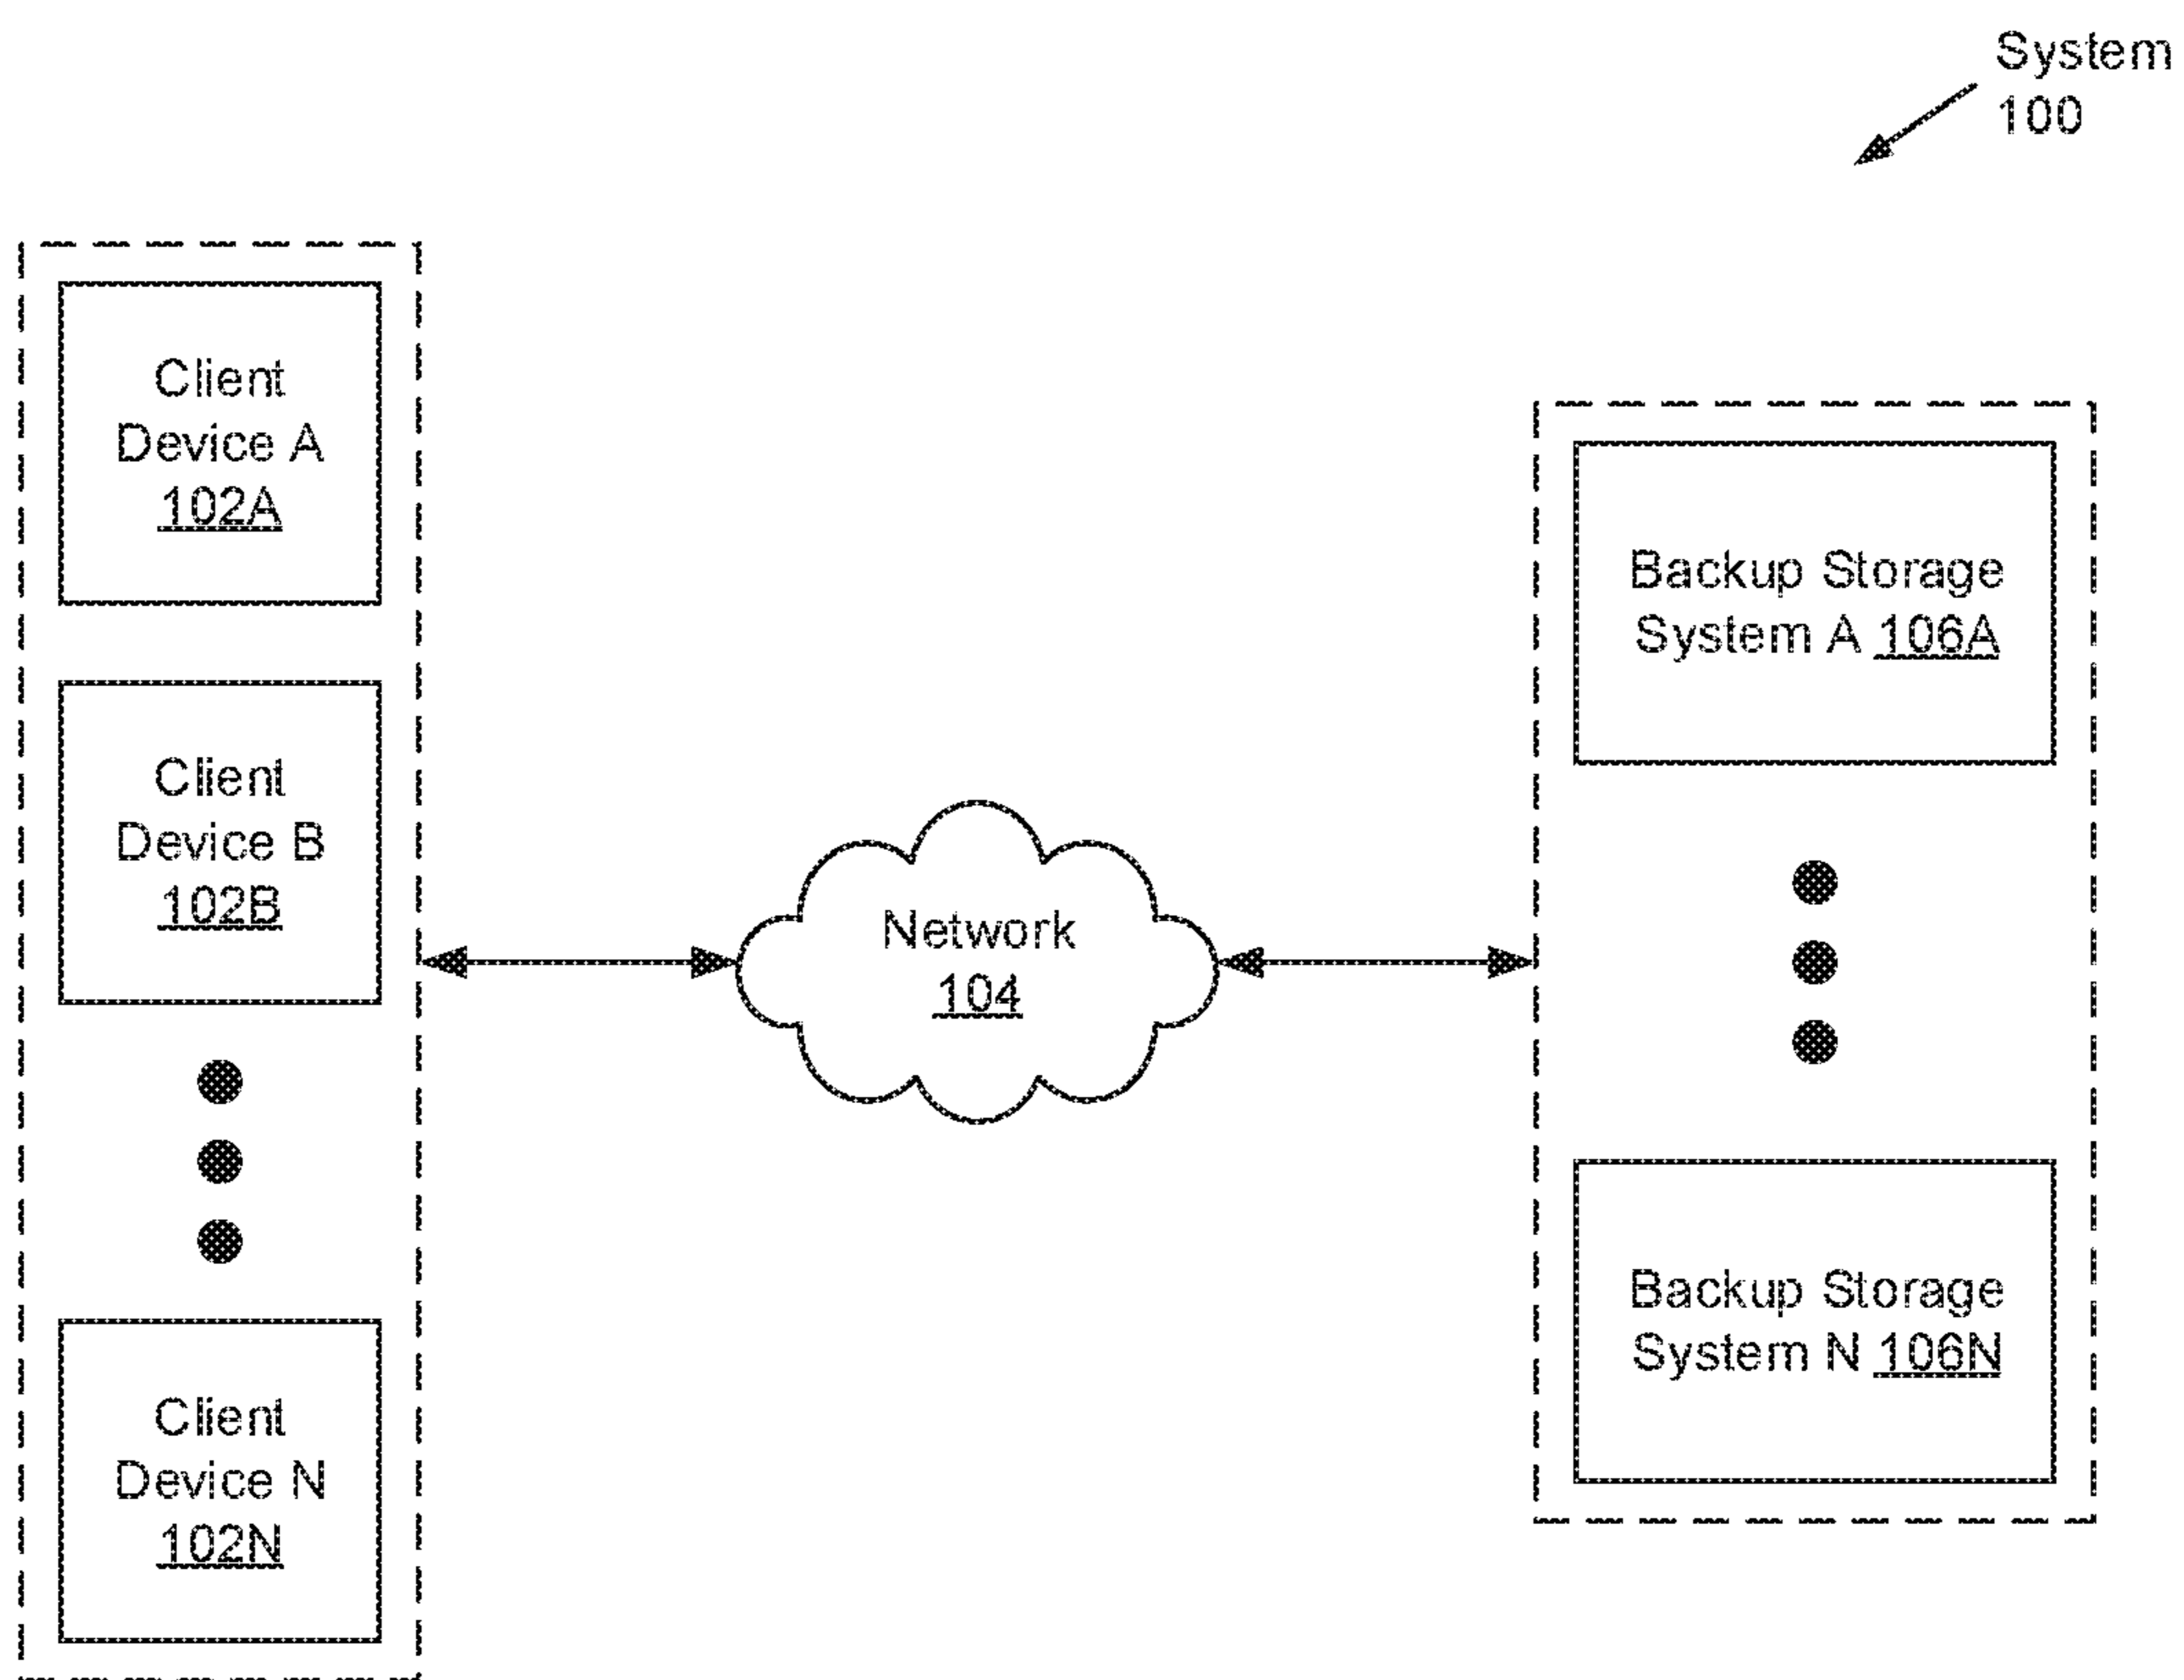 System
100
Client
Device A
102A
Client
Device B
102B
Client
Device N
102N
Network
104
Backup Storage
System A 106A
Backup Storage
System N 106N